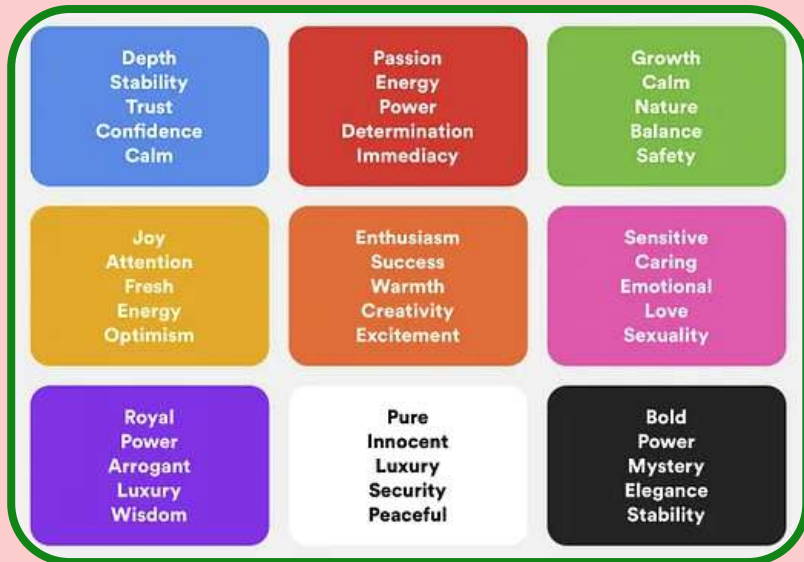 Depth
Stability
Trust
Confidence
Calm
Passion
Energy
Power
Determination
Immediacy
Growth
Calm
Nature
Balance
Safety
Joy
Attention
Fresh
Energy
Optimism
Enthusiasm
Success
Warmth
Creativity
Excitement
Sensitive
Caring
Emotional
Love
Sexuality
Royal
Power
Arrogant
Luxury
Wisdom
Pure
Innocent
Luxury
Security
Peaceful
Bold
Power
Mystery
Elegance
Stability